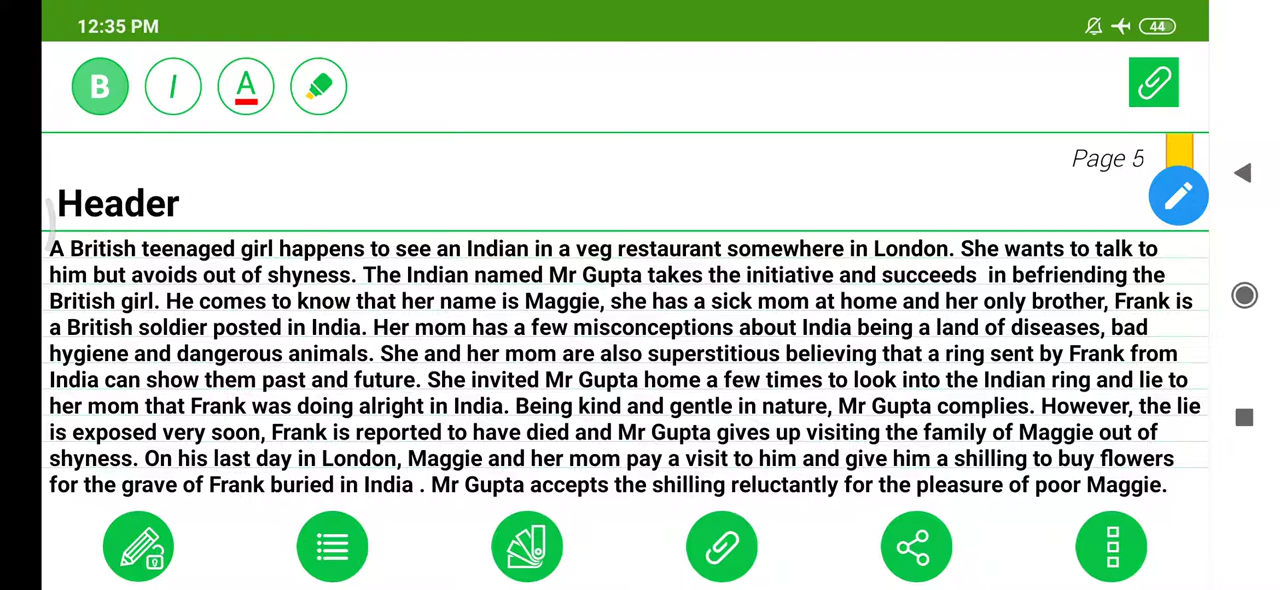 12:35 PM
44
B I A
Page 5
Header
A British teenaged girl happens to see an Indian in a veg restaurant somewhere in London. She wants to talk to
him but avoids out of shyness. The Indian named Mr Gupta takes the initiative and succeeds  in befriending the
British girl. He comes to know that her name is Maggie, she has a sick mom at home and her only brother, Frank is
a British soldier posted in India. Her mom has a few misconceptions about India being a land of diseases, bad
hygiene and dangerous animals. She and her mom are also superstitious believing that a ring sent by Frank from
India can show them past and future. She invited Mr Gupta home a few times to look into the Indian ring and lie to
her mom that Frank was doing alright in India. Being kind and gentle in nature, Mr Gupta complies. However, the lie
is exposed very soon, Frank is reported to have died and Mr Gupta gives up visiting the family of Maggie out of
shyness. On his last day in London, Maggie and her mom pay a visit to him and give him a shilling to buy flowers
for the grave of Frank buried in India . Mr Gupta accepts the shilling reluctantly for the pleasure of poor Maggie.